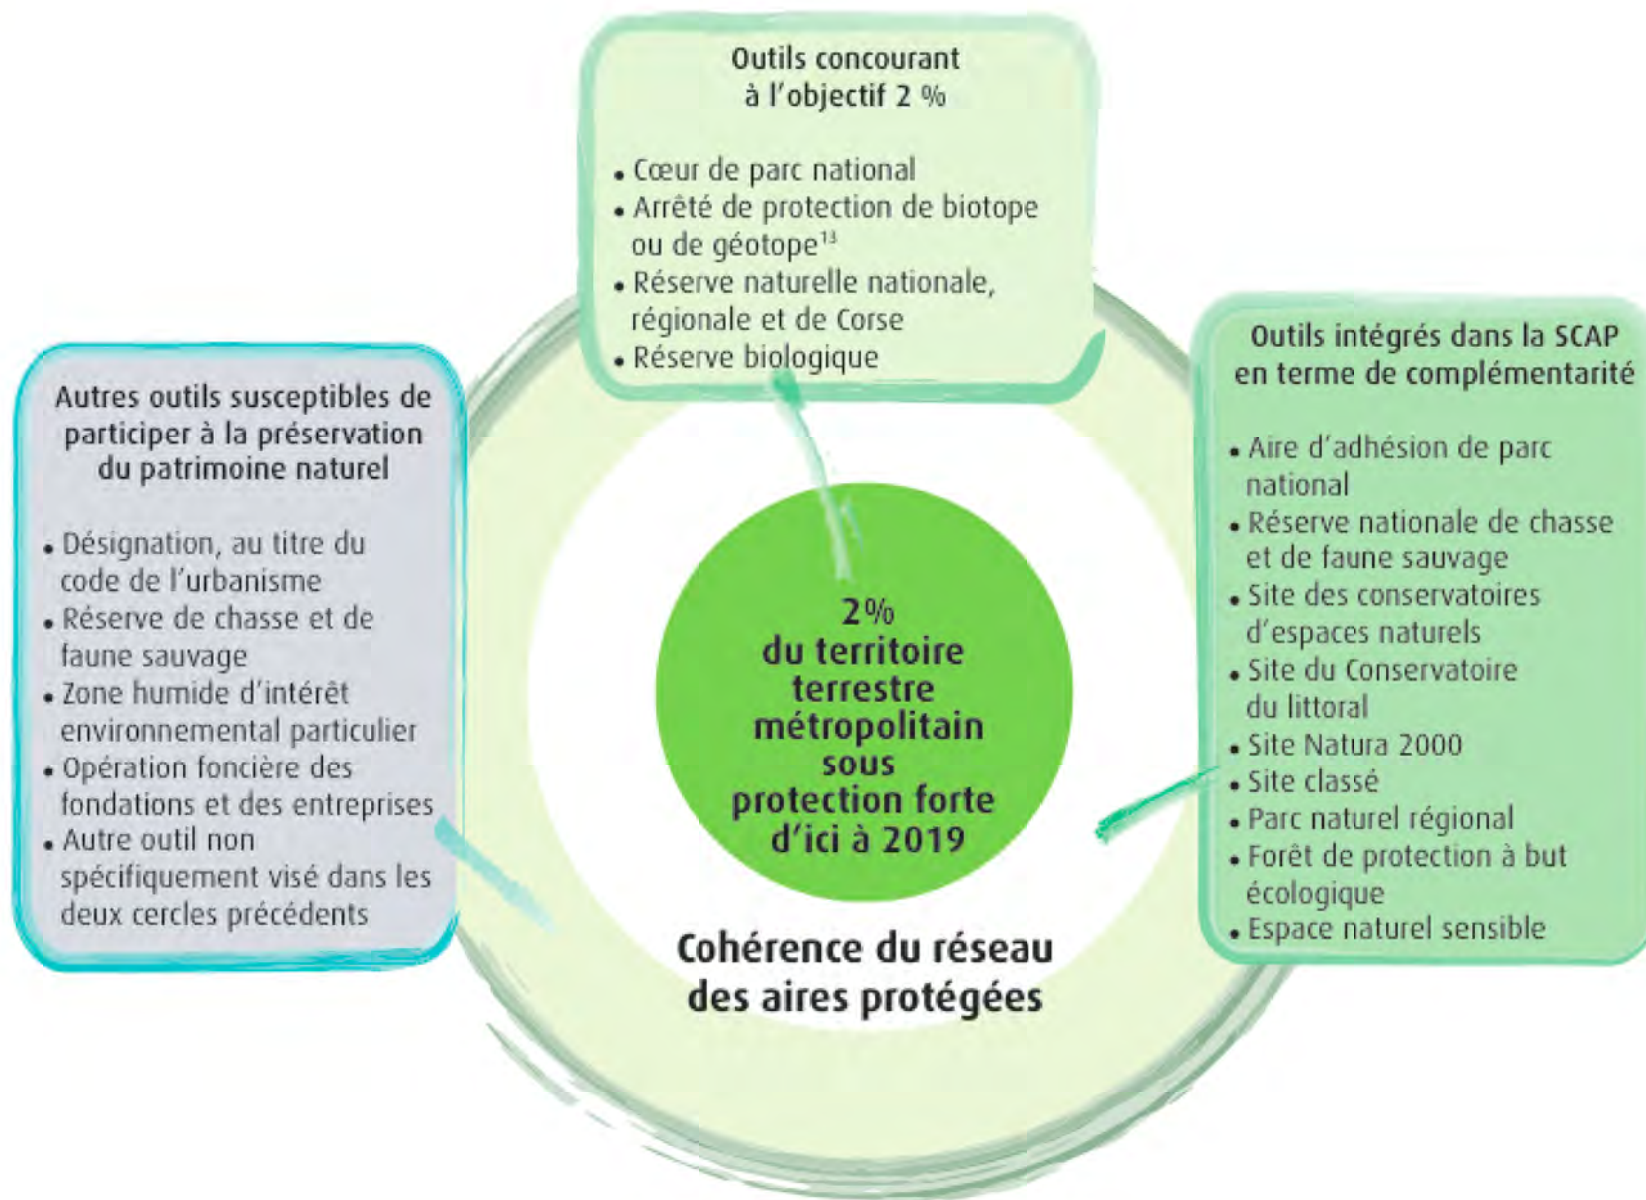 Outils concourant
à l'objectif 2 %
• Cœur de parc national
• Arrêté de protection de biotope
ou de géotope¹³
• Réserve naturelle nationale,
régionale et de Corse
• Réserve biologique
Autres outils susceptibles de
participer à la préservation
du patrimoine naturel
• Désignation, au titre du
code de l'urbanisme
• Réserve de chasse et de
faune sauvage
• Zone humide d'intérêt
environnemental particulier
• Opération foncière des
fondations et des entreprises
• Autre outil non
spécifiquement visé dans les
deux cercles précédents
Outils intégrés dans la SCAP
en terme de complémentarité
• Aire d'adhésion de parc
national
• Réserve nationale de chasse
et de faune sauvage
• Site des conservatoires
d'espaces naturels
• Site du Conservatoire
du littoral
• Site Natura 2000
• Site classé
• Parc naturel régional
• Forêt de protection à but
écologique
• Espace naturel sensible
2%
du territoire
terrestre
métropolitain
sous
protection forte
d'ici à 2019
Cohérence du réseau
des aires protégées